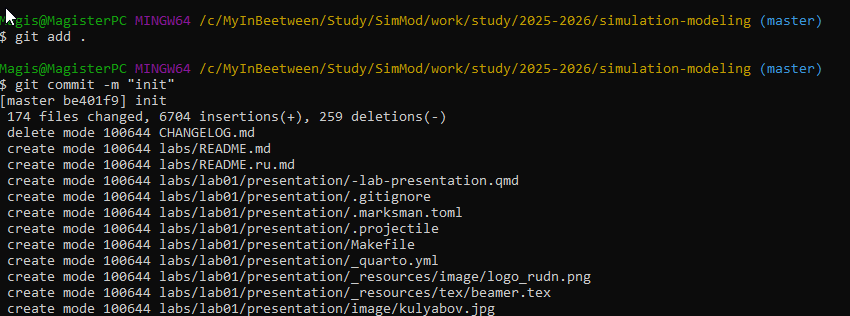 Magis@MagisterPC MINGW64 /c/MyInBeetween/Study/SimMod/work/study/2025-2026/simulation-modeling (master)
$ git add .
Magis@MagisterPC MINGW64 /c/MyInBeetween/Study/SimMod/work/study/2025-2026/simulation-modeling (master)
$ git commit -m "init"
[master be401f9] init
174 files changed, 6704 insertions(+), 259 deletions(-)
delete mode 100644 CHANGELOG.md
create mode 100644 labs/README.md
create mode 100644 labs/README.ru.md
create mode 100644 labs/lab01/presentation/-lab-presentation.qmd
create mode 100644 labs/lab01/presentation/.gitignore
create mode 100644 labs/lab01/presentation/.marksman.toml
create mode 100644 labs/lab01/presentation/.projectile
create mode 100644 labs/lab01/presentation/Makefile
create mode 100644 labs/lab01/presentation/_quarto.yml
create mode 100644 labs/lab01/presentation/_resources/image/logo_rudn.png
create mode 100644 labs/lab01/presentation/_resources/tex/beamer.tex
create mode 100644 labs/lab01/presentation/image/kulyabov.jpg